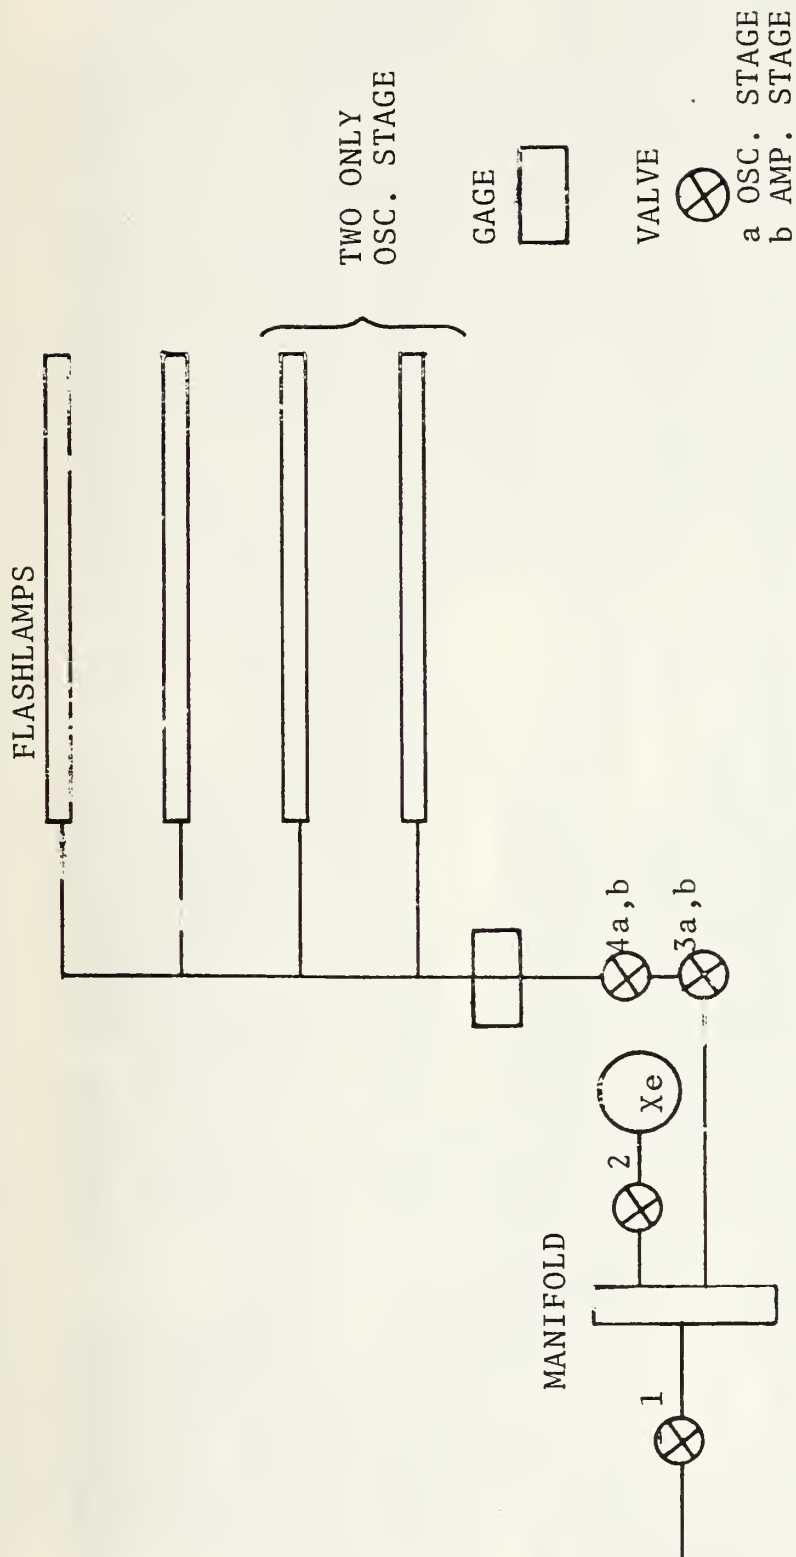 FLASHLAMPS
TWO ONLY
OSC. STAGE
GAGE
VALVE
a OSC. STAGE
b AMP. STAGE
4a,b
3a,b
Xe
2
MANIFOLD
1